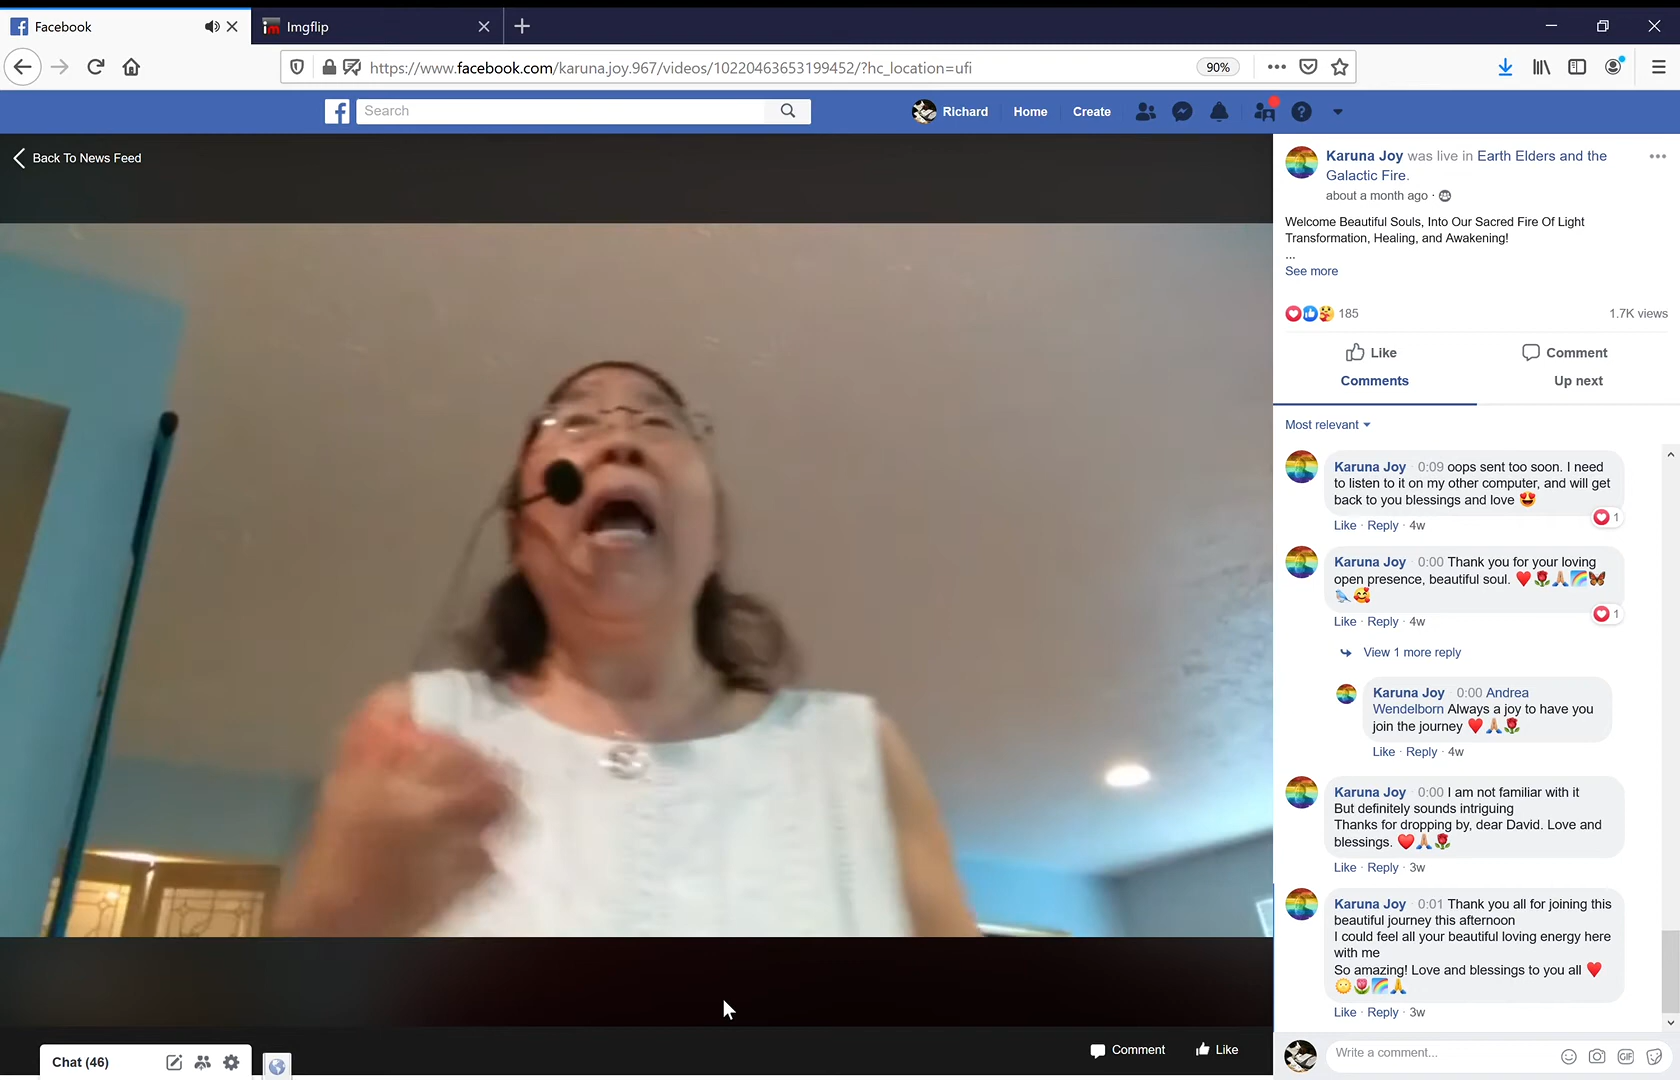 Facebook
Imgflip
https://www.facebook.com/karuna.joy.967/videos/10220463653199452/?hc_location=ufi
90%
Search
Richard
Home
Create
Back To News Feed
Karuna Joy was live in Earth Elders and the
Galactic Fire.
about a month ago ·
Welcome Beautiful Souls, Into Our Sacred Fire Of Light
Transformation, Healing, and Awakening!
...
See more
185
1.7K views
Like
Comment
Comments
Up next
Most relevant
Karuna Joy · 0:09 oops sent too soon. I need
to listen to it on my other computer, and will get
back to you blessings and love 😍
1
Like · Reply · 4w
Karuna Joy · 0:00 Thank you for your loving
open presence, beautiful soul. ❤️🌹🙏🌈🦋
🐦🥰
1
Like · Reply · 4w
View 1 more reply
Karuna Joy · 0:00 Andrea
Wendelborn Always a joy to have you
join the journey ❤️🙏🌹
Like · Reply · 4w
Karuna Joy · 0:00 I am not familiar with it
But definitely sounds intriguing
Thanks for dropping by, dear David. Love and
blessings. ❤️🙏🌹
Like · Reply · 3w
Karuna Joy · 0:01 Thank you all for joining this
beautiful journey this afternoon
I could feel all your beautiful loving energy here
with me
So amazing! Love and blessings to you all ❤️
🌞🌷🌈🙏
Like · Reply · 3w
Comment
Like
Write a comment...
GIF
Chat (46)